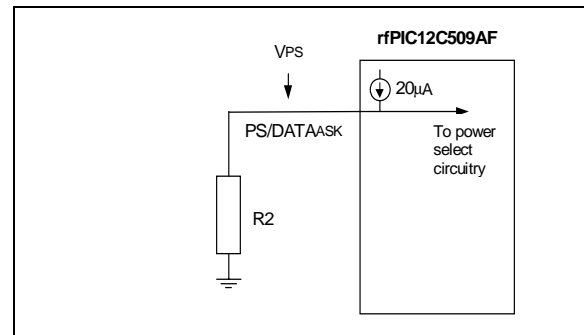 rfPIC12C509AF
VPS
20μA
PS/DATAASK
To power
select
circuitry
R2